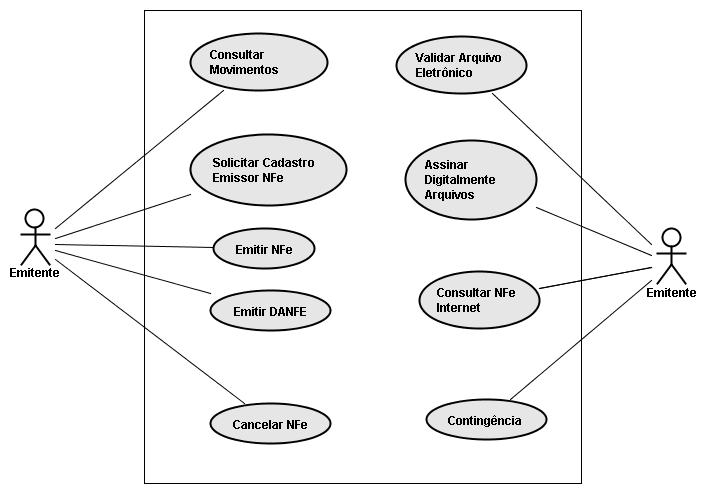 Consultar
Movimentos
Validar Arquivo
Eletrônico
Solicitar Cadastro
Emissor NFe
Assinar
Digitalmente
Arquivos
Emitir NFe
Emitente
Emitente
Consultar NFe
Internet
Emitir DANFE
Cancelar NFe
Contingência